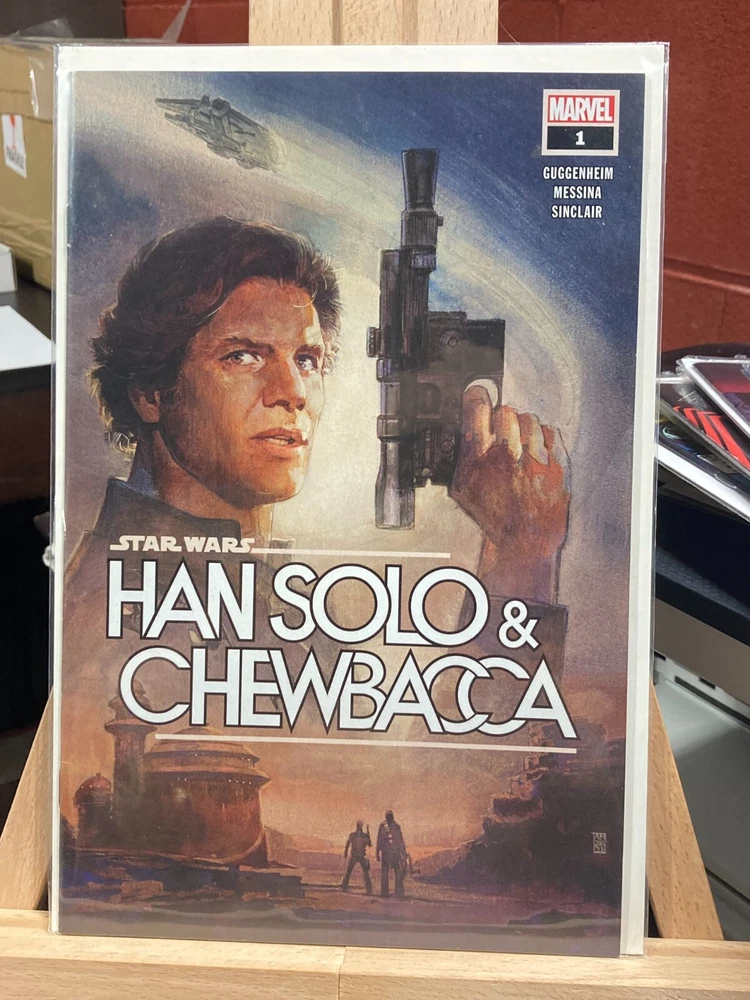 MARVEL
1
GUGGENHEIM
MESSINA
SINCLAIR
STAR WARS
HAN SOLO &
CHEWBACCA